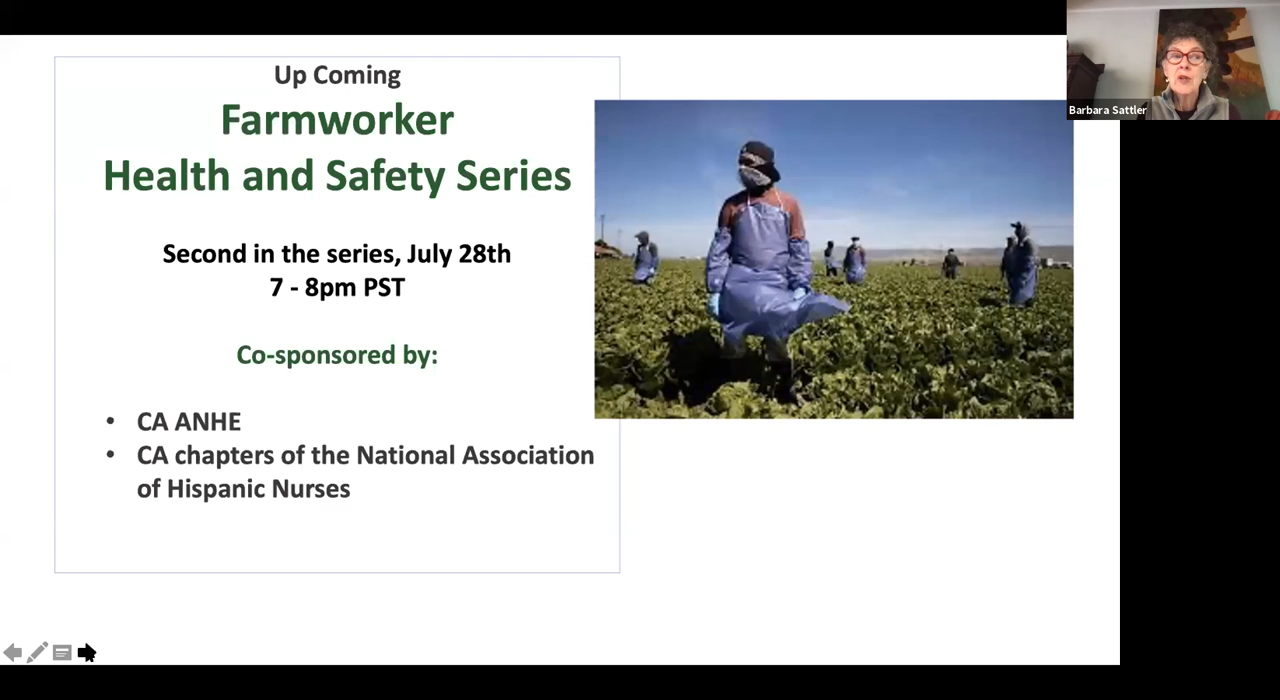 Up Coming
Farmworker
Health and Safety Series
Second in the series, July 28th
7 - 8pm PST
Co-sponsored by:
• CA ANHE
• CA chapters of the National Association
of Hispanic Nurses
Barbara Sattler